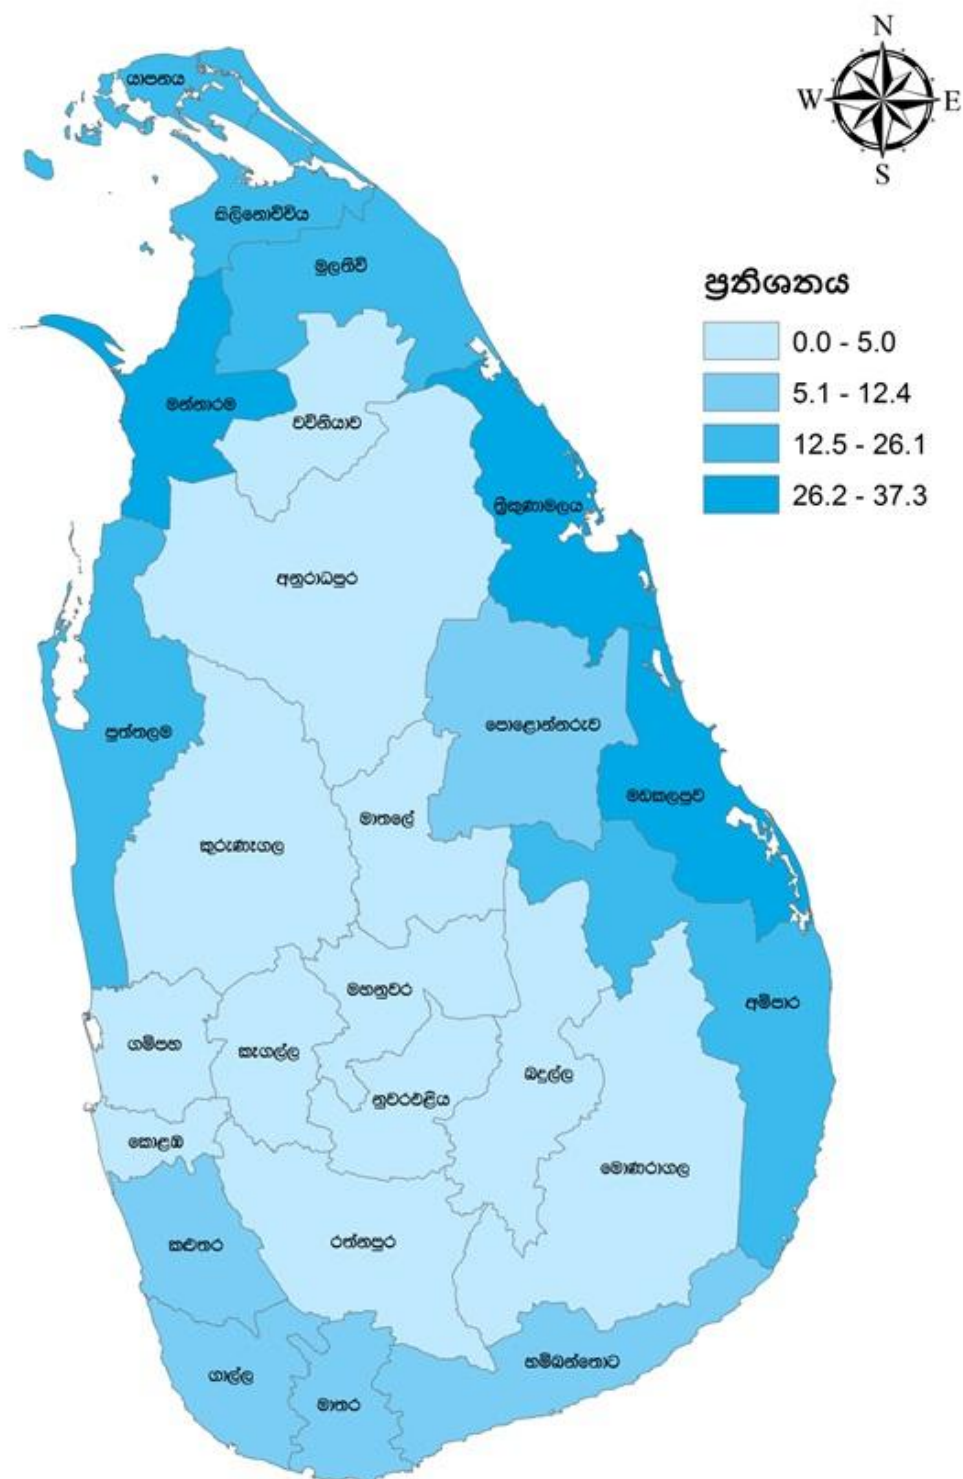 N
යාපනය
W
E
S
කිලිනොච්චිය
මුලතිව්
ප්‍රතිශතය
0.0 - 5.0
5.1 - 12.4
මන්නාරම
වව්නියාව
12.5 - 26.1
26.2 - 37.3
ත්‍රිකුණාමලය
අනුරාධපුර
පුත්තලම
පොළොන්නරුව
මඩකලපුව
මාතලේ
කුරුණෑගල
මහනුවර
අම්පාර
ගම්පහ
කෑගල්ල
බදුල්ල
නුවරඑළිය
කොළඹ
මොණරාගල
කළුතර
රත්නපුර
ගාල්ල
හම්බන්තොට
මාතර